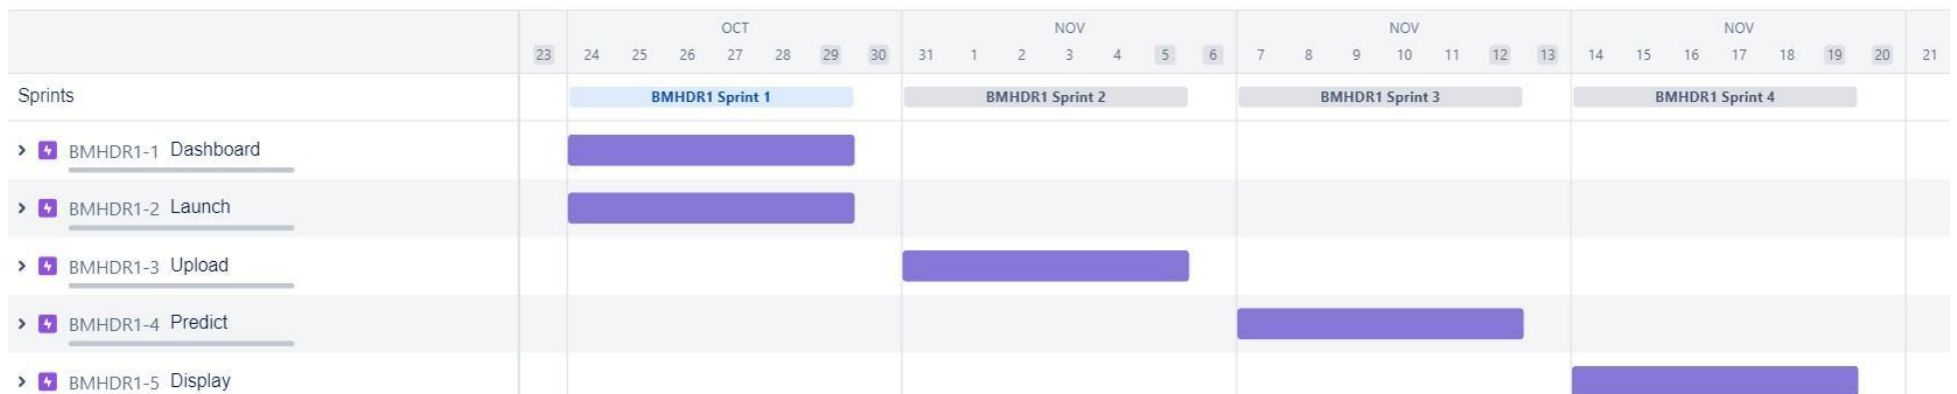 OCT NOV NOV NOV
23 24 25 26 27 28 29 30 31 1 2 3 4 5 6 7 8 9 10 11 12 13 14 15 16 17 18 19 20 21
Sprints BMHDR1 Sprint 1 BMHDR1 Sprint 2 BMHDR1 Sprint 3 BMHDR1 Sprint 4
BMHDR1-1 Dashboard
BMHDR1-2 Launch
BMHDR1-3 Upload
BMHDR1-4 Predict
BMHDR1-5 Display